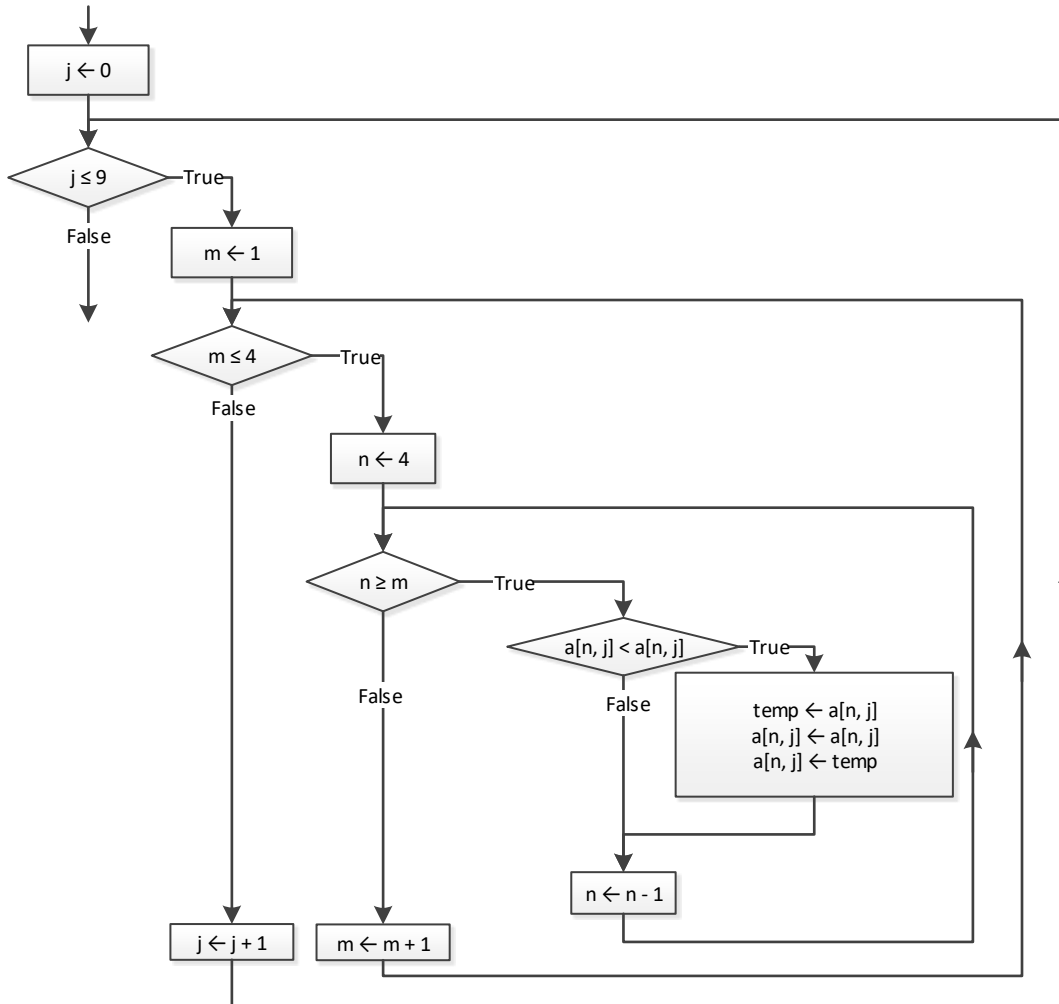 j ← 0
j ≤ 9
True
False
m ← 1
m ≤ 4
True
False
n ← 4
n ≥ m
True
a[n, j] < a[n, j]
True
False
False
temp ← a[n, j]
a[n, j] ← a[n, j]
a[n, j] ← temp
n ← n - 1
j ← j + 1
m ← m + 1